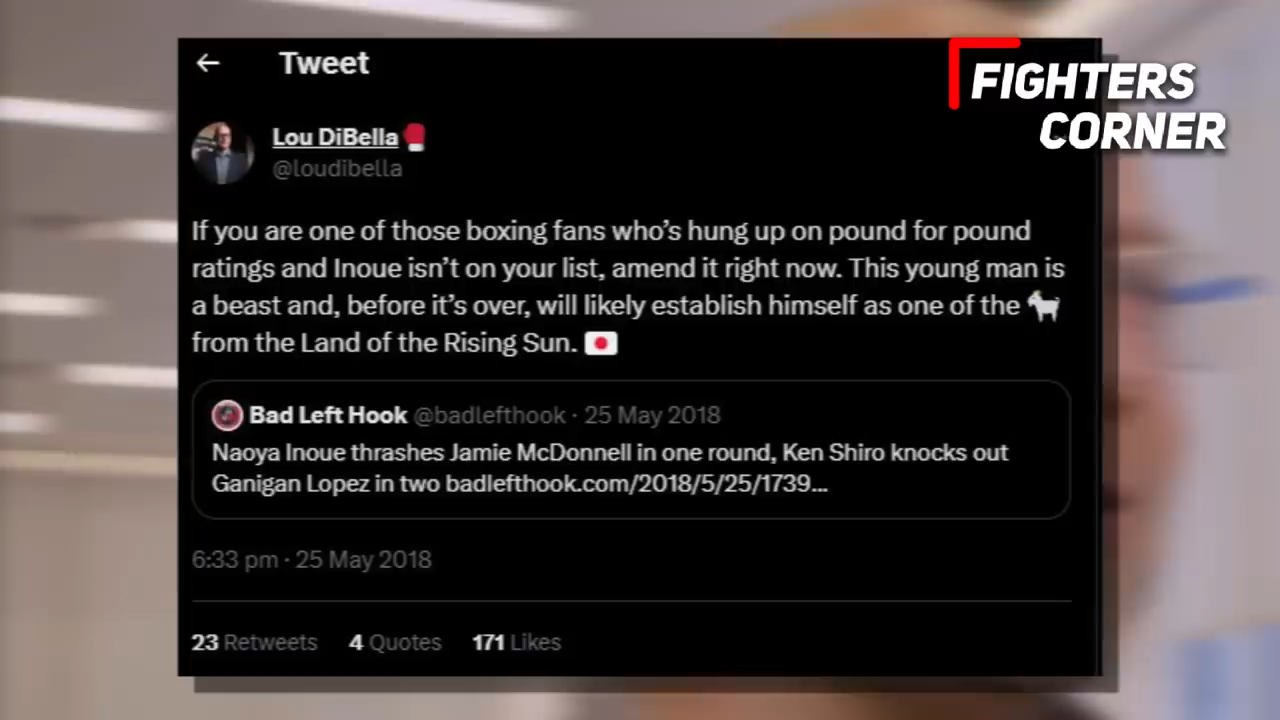 FIGHTERS
CORNER
← Tweet
Lou DiBella🥊
@loudibella
If you are one of those boxing fans who’s hung up on pound for pound
ratings and Inoue isn’t on your list, amend it right now. This young man is
a beast and, before it’s over, will likely establish himself as one of the 🐐
from the Land of the Rising Sun. 🇯🇵
Bad Left Hook @badlefthook · 25 May 2018
Naoya Inoue thrashes Jamie McDonnell in one round, Ken Shiro knocks out
Ganigan Lopez in two badlefthook.com/2018/5/25/1739...
6:33 pm · 25 May 2018
23 Retweets 4 Quotes 171 Likes